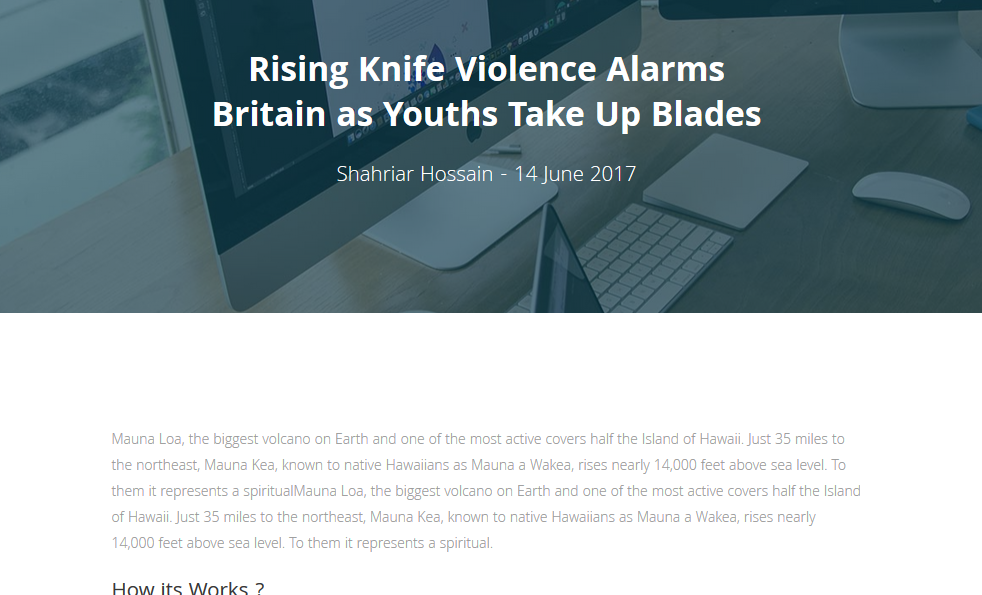 Rising Knife Violence Alarms
Britain as Youths Take Up Blades
Shahriar Hossain - 14 June 2017
Mauna Loa, the biggest volcano on Earth and one of the most active covers half the Island of Hawaii. Just 35 miles to
the northeast, Mauna Kea, known to native Hawaiians as Mauna a Wakea, rises nearly 14,000 feet above sea level. To
them it represents a spiritualMauna Loa, the biggest volcano on Earth and one of the most active covers half the Island
of Hawaii. Just 35 miles to the northeast, Mauna Kea, known to native Hawaiians as Mauna a Wakea, rises nearly
14,000 feet above sea level. To them it represents a spiritual.
How its Works ?